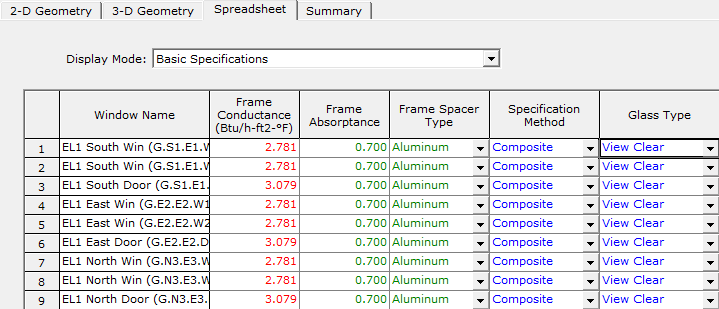 2-D Geometry 3-D Geometry Spreadsheet Summary
Display Mode: Basic Specifications
Window Name Frame Conductance (Btu/h-ft2-°F) Frame Absorptance Frame Spacer Type Specification Method Glass Type
1 EL1 South Win (G.S1.E1.W 2.781 0.700 Aluminum Composite View Clear
2 EL1 South Win (G.S1.E1.W 2.781 0.700 Aluminum Composite View Clear
3 EL1 South Door (G.S1.E1. 3.079 0.700 Aluminum Composite View Clear
4 EL1 East Win (G.E2.E2.W1 2.781 0.700 Aluminum Composite View Clear
5 EL1 East Win (G.E2.E2.W2 2.781 0.700 Aluminum Composite View Clear
6 EL1 East Door (G.E2.E2.D 3.079 0.700 Aluminum Composite View Clear
7 EL1 North Win (G.N3.E3.W 2.781 0.700 Aluminum Composite View Clear
8 EL1 North Win (G.N3.E3.W 2.781 0.700 Aluminum Composite View Clear
9 EL1 North Door (G.N3.E3. 3.079 0.700 Aluminum Composite View Clear